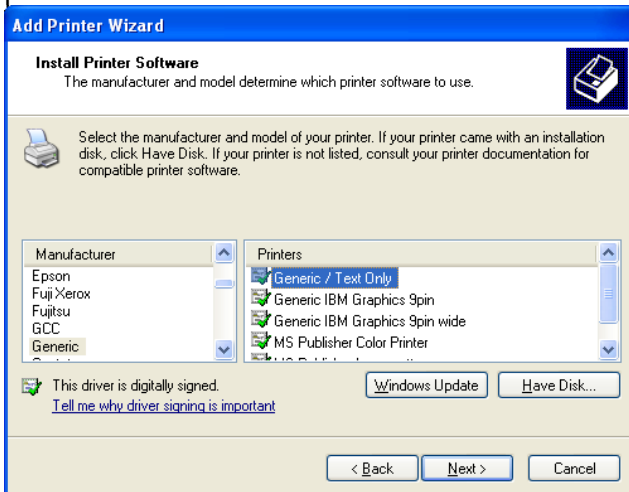 Add Printer Wizard
Install Printer Software
The manufacturer and model determine which printer software to use.
Select the manufacturer and model of your printer. If your printer came with an installation
disk, click Have Disk. If your printer is not listed, consult your printer documentation for
compatible printer software.
Manufacturer
Epson
Fuji Xerox
Fujitsu
GCC
Generic
Printers
Generic / Text Only
Generic IBM Graphics 9pin
Generic IBM Graphics 9pin wide
MS Publisher Color Printer
This driver is digitally signed.
Tell me why driver signing is important
Windows Update
Have Disk...
< Back
Next >
Cancel